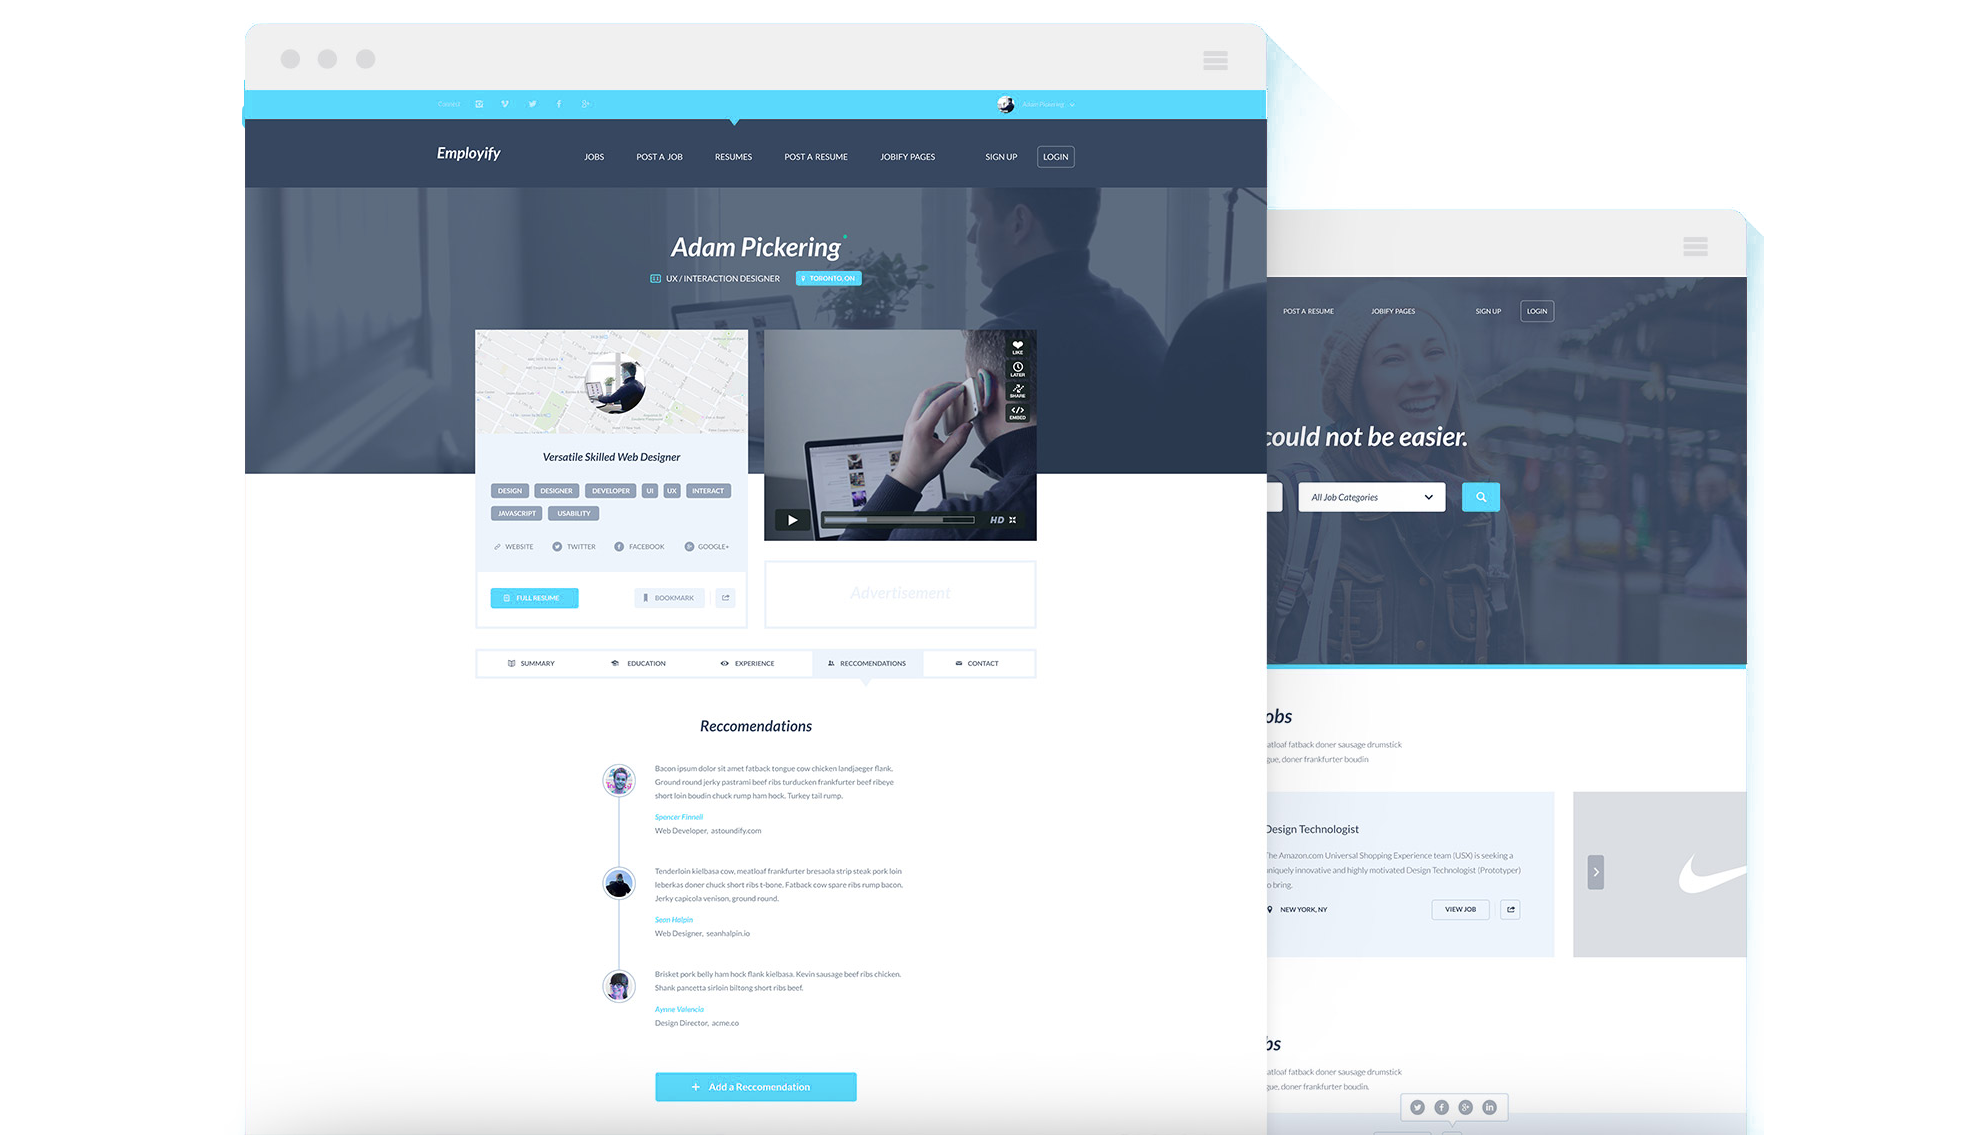 Connect
Adam Pickering
Employify
JOBS POST A JOB RESUMES POST A RESUME JOBIFY PAGES SIGN UP LOGIN
Adam Pickering
UX / INTERACTION DESIGNER TORONTO, ON
Versatile Skilled Web Designer
DESIGN DESIGNER DEVELOPER UI UX INTERACT
JAVASCRIPT USABILITY
WEBSITE TWITTER FACEBOOK GOOGLE+
FULL RESUME BOOKMARK
LIKE
LATER
SHARE
EMBED
HD
Advertisement
SUMMARY EDUCATION EXPERIENCE RECCOMENDATIONS CONTACT
Reccomendations
Bacon ipsum dolor sit amet fatback tongue cow chicken landjaeger flank.
Ground round jerky pastrami beef ribs turducken frankfurter beef ribeye
short loin boudin chuck rump ham hock. Turkey tail rump.
Spencer Finnell
Web Developer, astoundify.com
Tenderloin kielbasa cow, meatloaf frankfurter bresaola strip steak pork loin
leberkas doner chuck short ribs t-bone. Fatback cow spare ribs rump bacon.
Jerky capicola venison, ground round.
Sean Halpin
Web Designer, seanhalpin.io
Brisket pork belly ham hock flank kielbasa. Kevin sausage beef ribs chicken.
Shank pancetta sirloin biltong short ribs beef.
Aynne Valencia
Design Director, acme.co
+ Add a Reccomendation
POST A RESUME JOBIFY PAGES SIGN UP LOGIN
could not be easier.
All Job Categories
obs
atloaf fatback doner sausage drumstick
gue, doner frankfurter boudin
Design Technologist
The Amazon.com Universal Shopping Experience team (USX) is seeking a
uniquely innovative and highly motivated Design Technologist (Prototyper)
to bring.
NEW YORK, NY VIEW JOB
bs
atloaf fatback doner sausage drumstick
gue, doner frankfurter boudin.